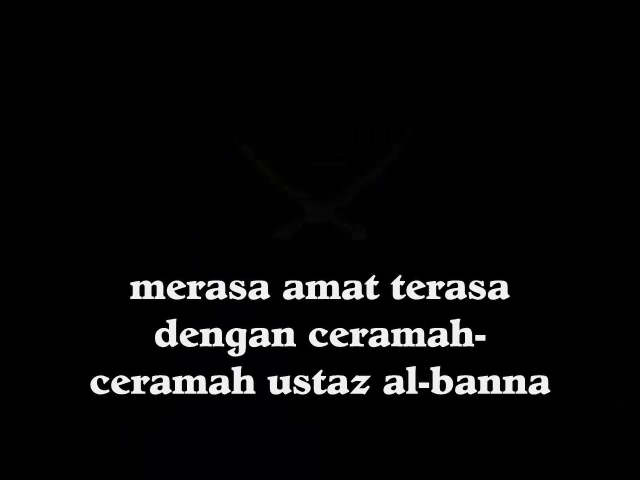 merasa amat terasa
dengan ceramah-
ceramah ustaz al-banna